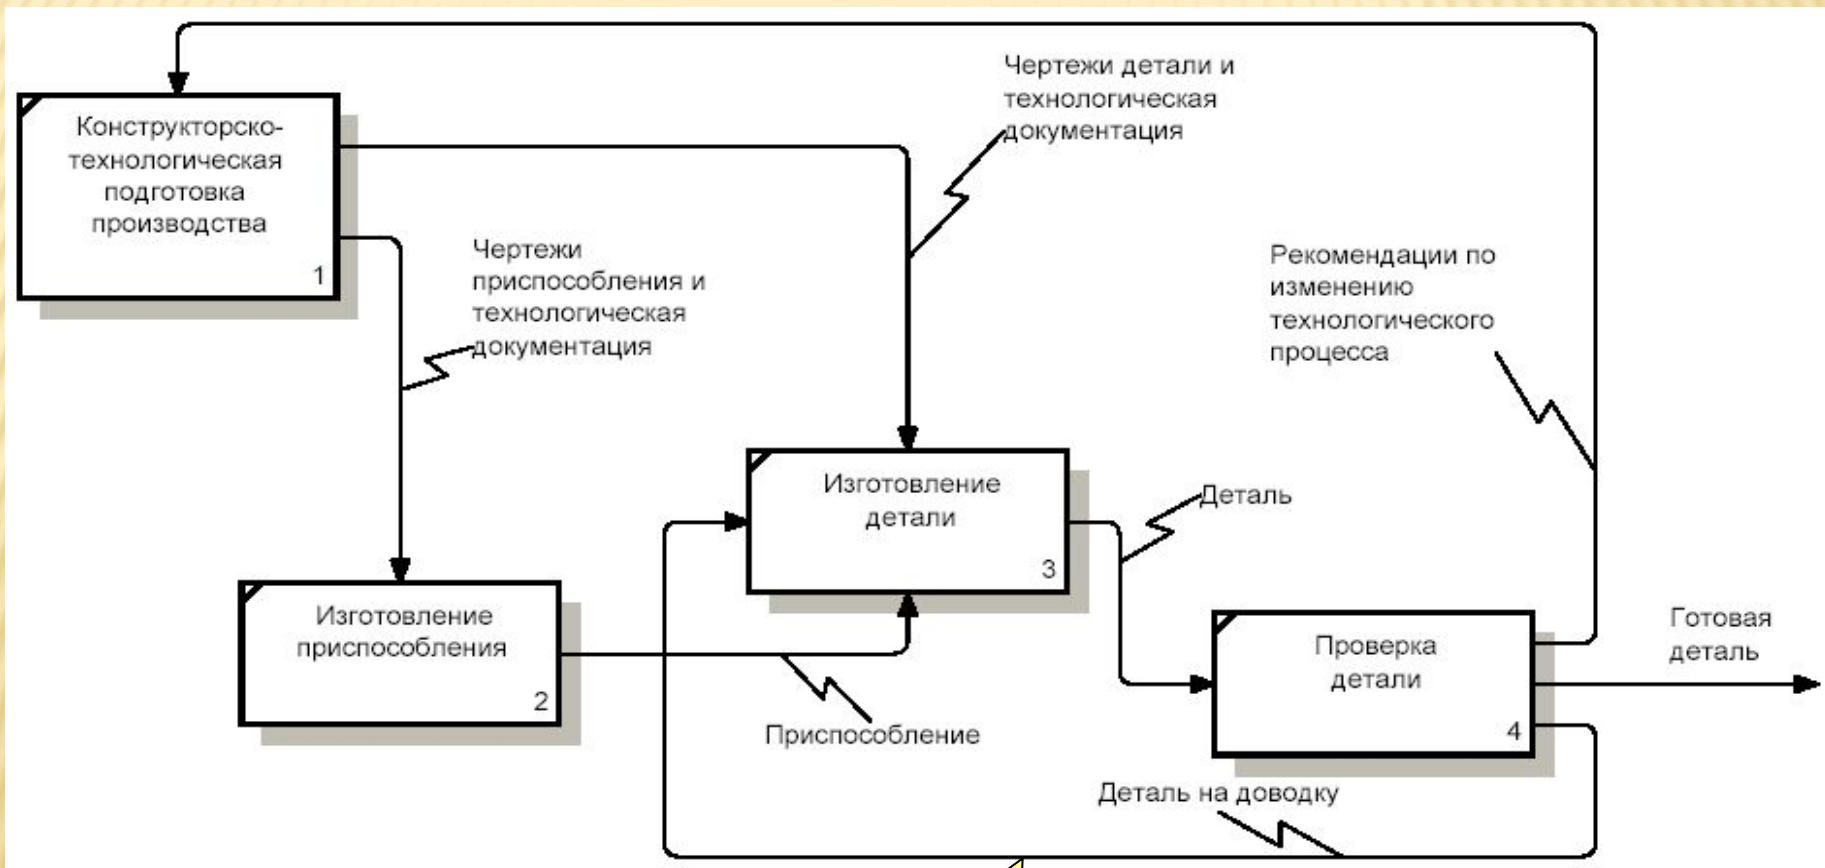 Конструкторско-
технологическая
подготовка
производства
1
Чертежи детали и
технологическая
документация
Чертежи
приспособления и
технологическая
документация
Рекомендации по
изменению
технологического
процесса
Изготовление
детали
3
Деталь
Изготовление
приспособления
2
Приспособление
Проверка
детали
4
Готовая
деталь
Деталь на доводку